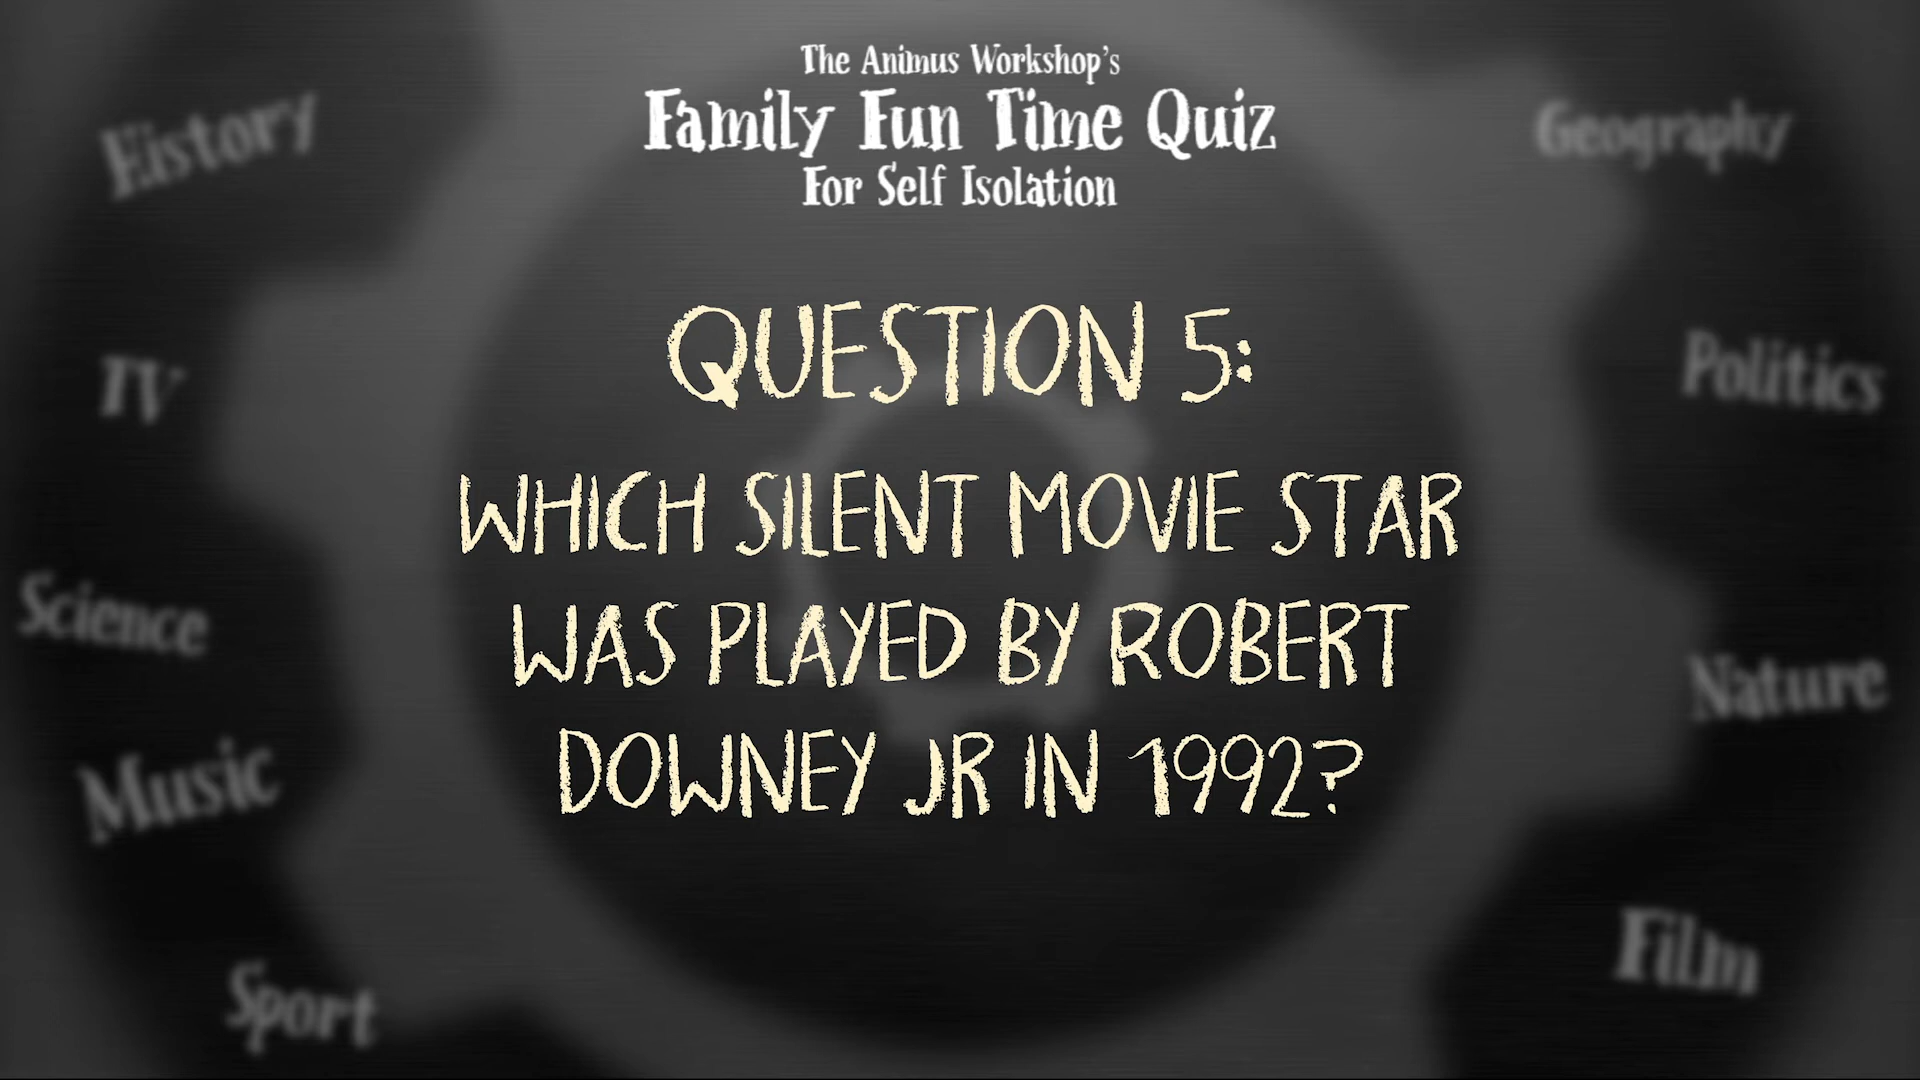 The Animus Workshop's
Family Fun Time Quiz
For Self Isolation
History
Geography
QUESTION 5:
TV
Politics
WHICH SILENT MOVIE STAR
WAS PLAYED BY ROBERT
DOWNEY JR IN 1992?
Science
Nature
Music
Film
Sport